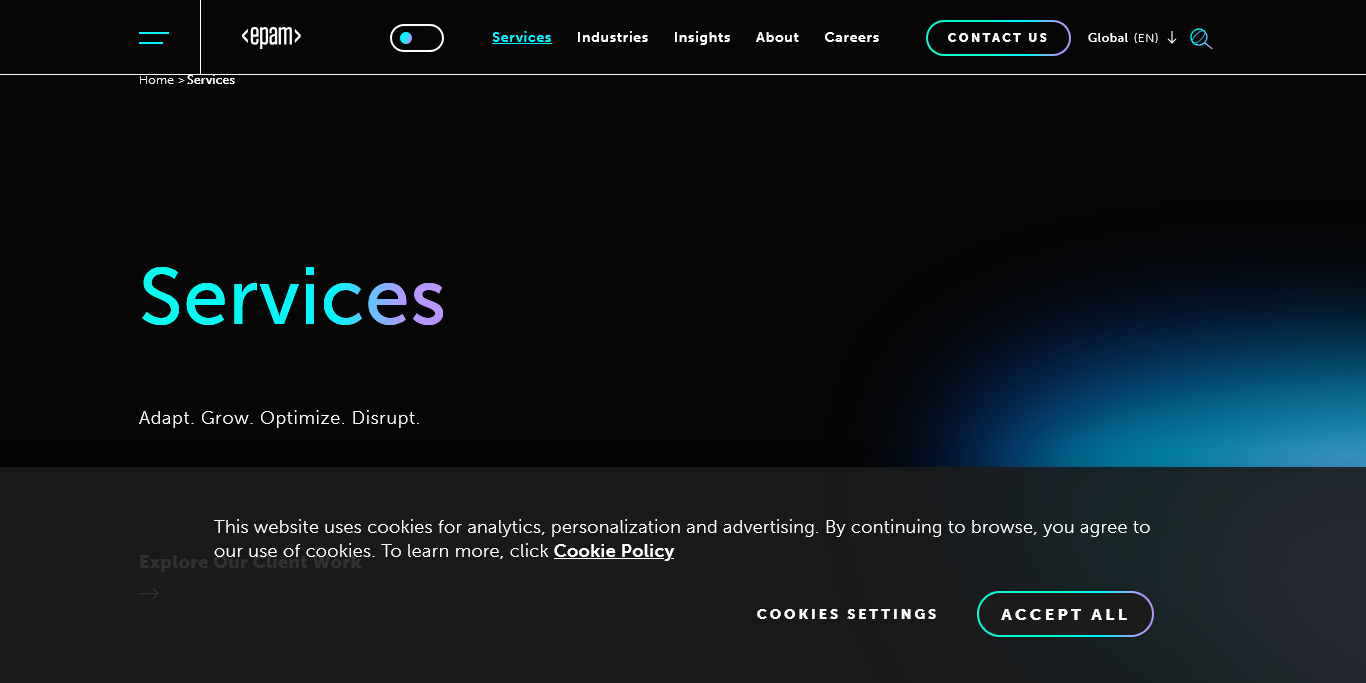 <epam>
Services Industries Insights About Careers
CONTACT US
Global (EN)
Home > Services
Services
Adapt. Grow. Optimize. Disrupt.
This website uses cookies for analytics, personalization and advertising. By continuing to browse, you agree to
our use of cookies. To learn more, click Cookie Policy
Explore Our Client Work
COOKIES SETTINGS
ACCEPT ALL